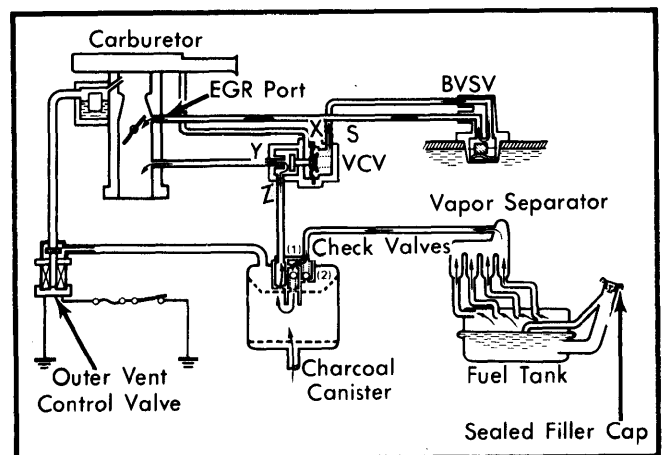 Carburetor
EGR Port
BVSV
X
S
Y
VCV
Z
Vapor Separator
(1)
Check Valves
(2)
Charcoal
Canister
Outer Vent
Control Valve
Fuel Tank
Sealed Filler Cap